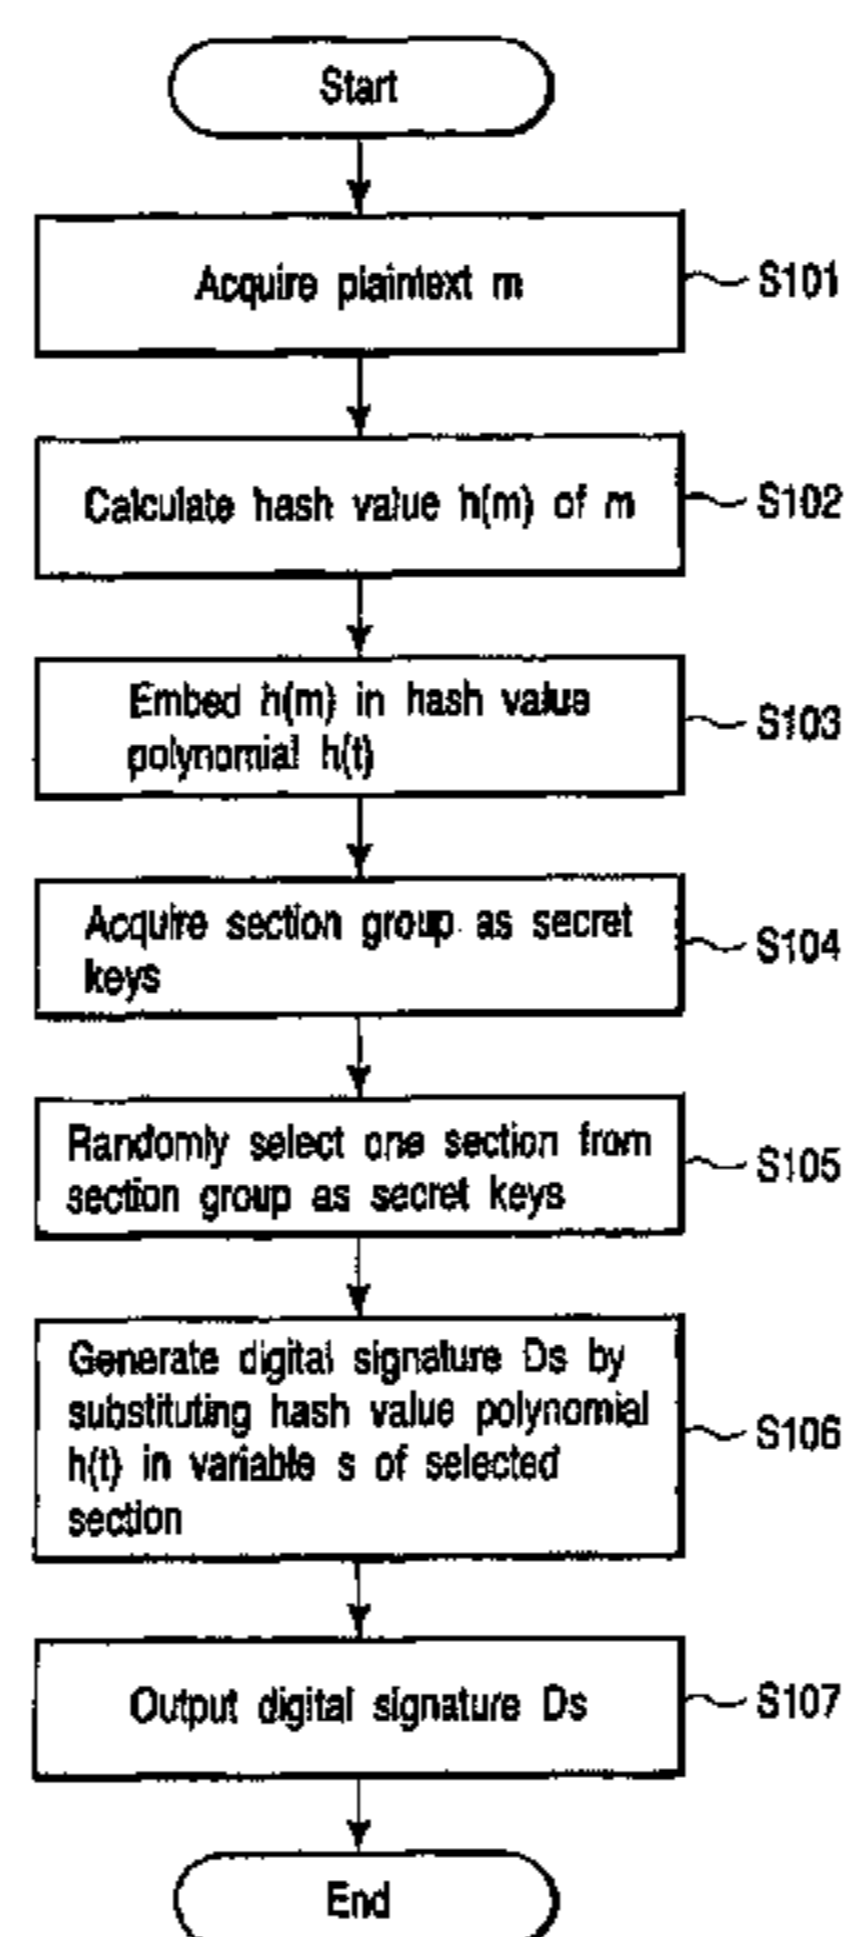 Start
Acquire plaintext m
S101
Calculate hash value h(m) of m
S102
Embed h(m) in hash value
polynomial h(t)
S103
Acquire section group as secret
keys
S104
Randomly select one section from
section group as secret keys
S105
Generate digital signature Ds by
substituting hash value polynomial
h(t) in variable s of selected
section
S106
Output digital signature Ds
S107
End